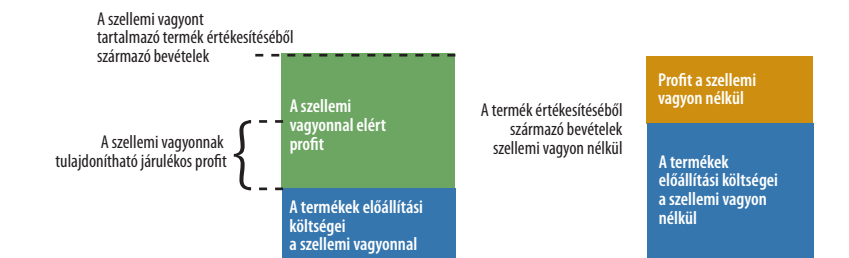 A szellemi vagyont
tartalmazó termék értékesítéséből
származó bevételek
A szellemi
vagyonnal elért
profit
A szellemi vagyonnak
tulajdonítható járulékos profit
A termékek előállítási
költségei
a szellemi vagyonnal
A termék értékesítéséből
származó bevételek
szellemi vagyon nélkül
Profit a szellemi
vagyon nélkül
A termékek
előállítási költségei
a szellemi vagyon
nélkül